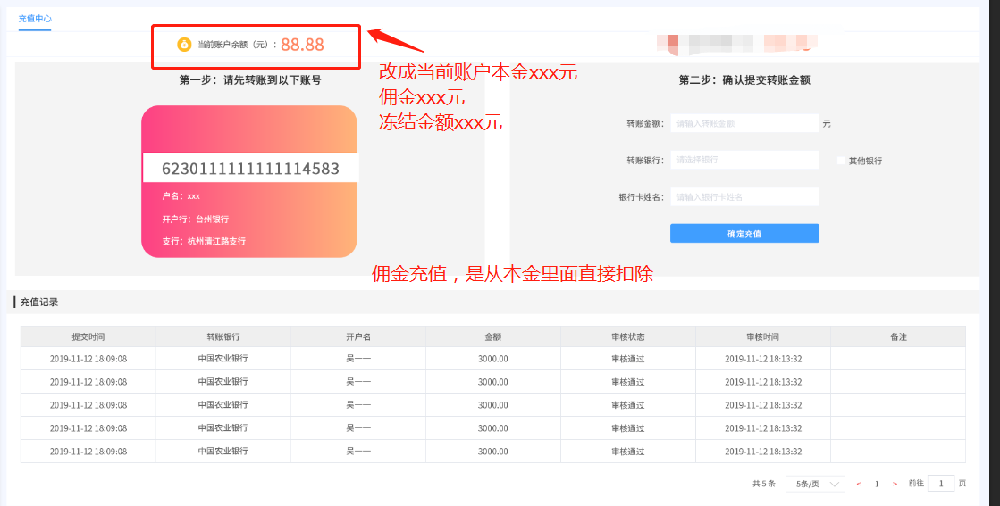 充值中心
当前账户余额（元）：88.88
改成当前账户本金xxx元
佣金xxx元
冻结金额xxx元
第一步：请先转账到以下账号
6230111111111114583
户名：xxx
开户行：台州银行
支行：杭州清江路支行
第二步：确认提交转账金额
转账金额： 请输入转账金额 元
转账银行： 请选择银行 其他银行
银行卡姓名： 请输入银行卡姓名
确定充值
佣金充值，是从本金里面直接扣除
充值记录
提交时间 转账银行 开户名 金额 审核状态 审核时间 备注
2019-11-12 18:09:08 中国农业银行 吴一一 3000.00 审核通过 2019-11-12 18:13:32
2019-11-12 18:09:08 中国农业银行 吴一一 3000.00 审核通过 2019-11-12 18:13:32
2019-11-12 18:09:08 中国农业银行 吴一一 3000.00 审核通过 2019-11-12 18:13:32
2019-11-12 18:09:08 中国农业银行 吴一一 3000.00 审核通过 2019-11-12 18:13:32
2019-11-12 18:09:08 中国农业银行 吴一一 3000.00 审核通过 2019-11-12 18:13:32
共 5 条 5条/页 < 1 > 前往 1 页